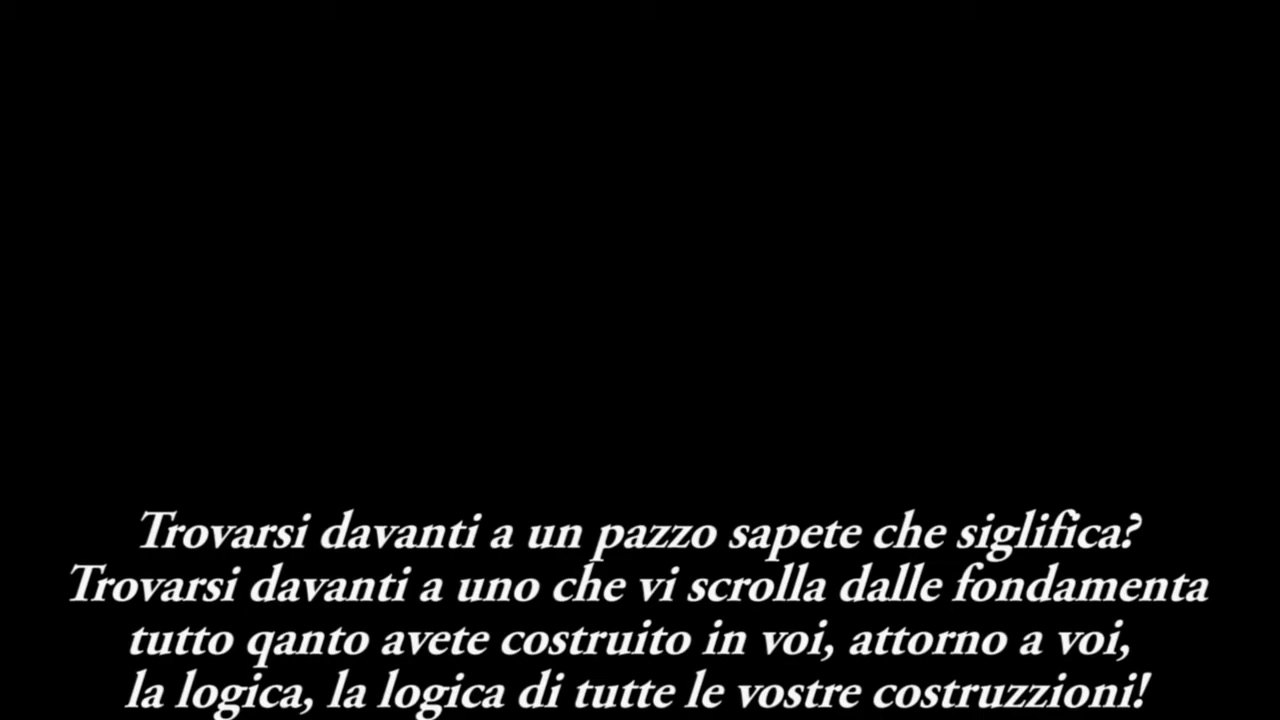 Trovarsi davanti a un pazzo sapete che siglifica?
Trovarsi davanti a uno che vi scrolla dalle fondamenta
tutto qanto avete costruito in voi, attorno a voi,
la logica, la logica di tutte le vostre costruzzioni!